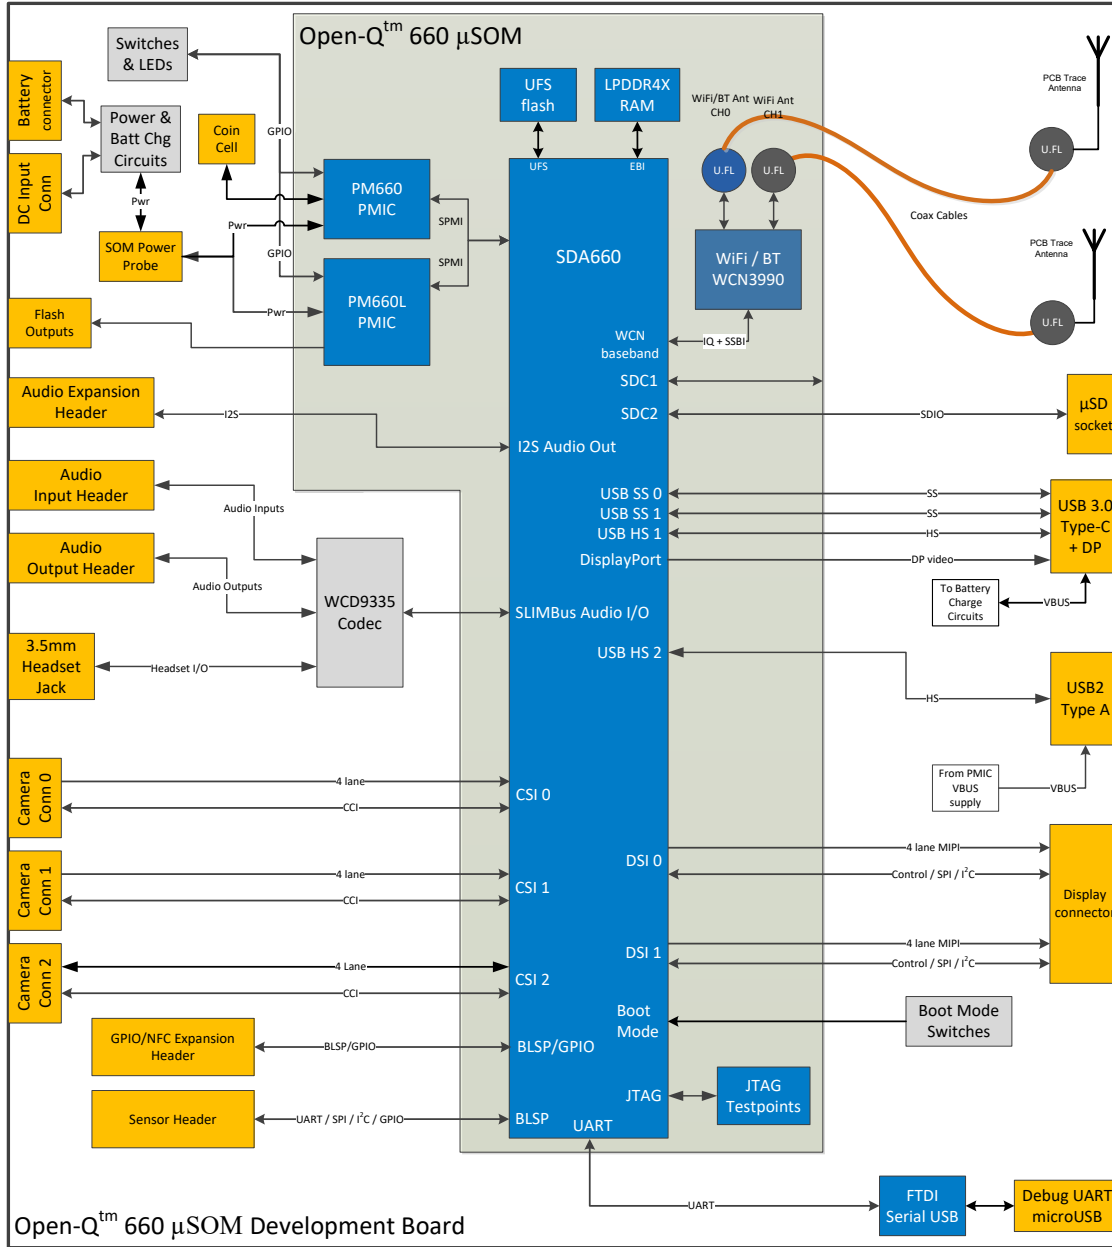 Open-Qtm 660 µSOM
Switches
& LEDs
Battery
connector
Power &
Batt Chg
Circuits
DC Input
Conn
Pwr
SOM Power
Probe
Coin
Cell
GPIO
GPIO
Pwr
Pwr
Flash
Outputs
PM660
PMIC
PM660L
PMIC
SPMI
SPMI
UFS
flash
LPDDR4X
RAM
UFS
EBI
SDA660
WiFi/BT Ant
CH0
WiFi Ant
CH1
U.FL
U.FL
WiFi / BT
WCN3990
IQ + SSBI
WCN
baseband
Coax Cables
PCB Trace
Antenna
U.FL
PCB Trace
Antenna
U.FL
SDC1
SDC2
SDIO
µSD
socket
Audio Expansion
Header
I2S
I2S Audio Out
Audio
Input Header
Audio Inputs
Audio
Output Header
Audio Outputs
WCD9335
Codec
SLIMBus Audio I/O
3.5mm
Headset
Jack
Headset I/O
USB SS 0
SS
USB SS 1
SS
USB HS 1
HS
DisplayPort
DP video
USB 3.0
Type-C
+ DP
To Battery
Charge
Circuits
VBUS
USB HS 2
HS
USB2
Type A
From PMIC
VBUS
supply
VBUS
Camera
Conn 0
4 lane
CCI
CSI 0
Camera
Conn 1
4 lane
CCI
CSI 1
Camera
Conn 2
4 Lane
CCI
CSI 2
DSI 0
4 lane MIPI
Control / SPI / I2C
DSI 1
4 lane MIPI
Control / SPI / I2C
Display
connector
Boot
Mode
Boot Mode
Switches
GPIO/NFC Expansion
Header
BLSP/GPIO
BLSP/GPIO
Sensor Header
UART / SPI / I2C / GPIO
BLSP
JTAG
JTAG
Testpoints
UART
UART
FTDI
Serial USB
Debug UART
microUSB
Open-Qtm 660 µSOM Development Board